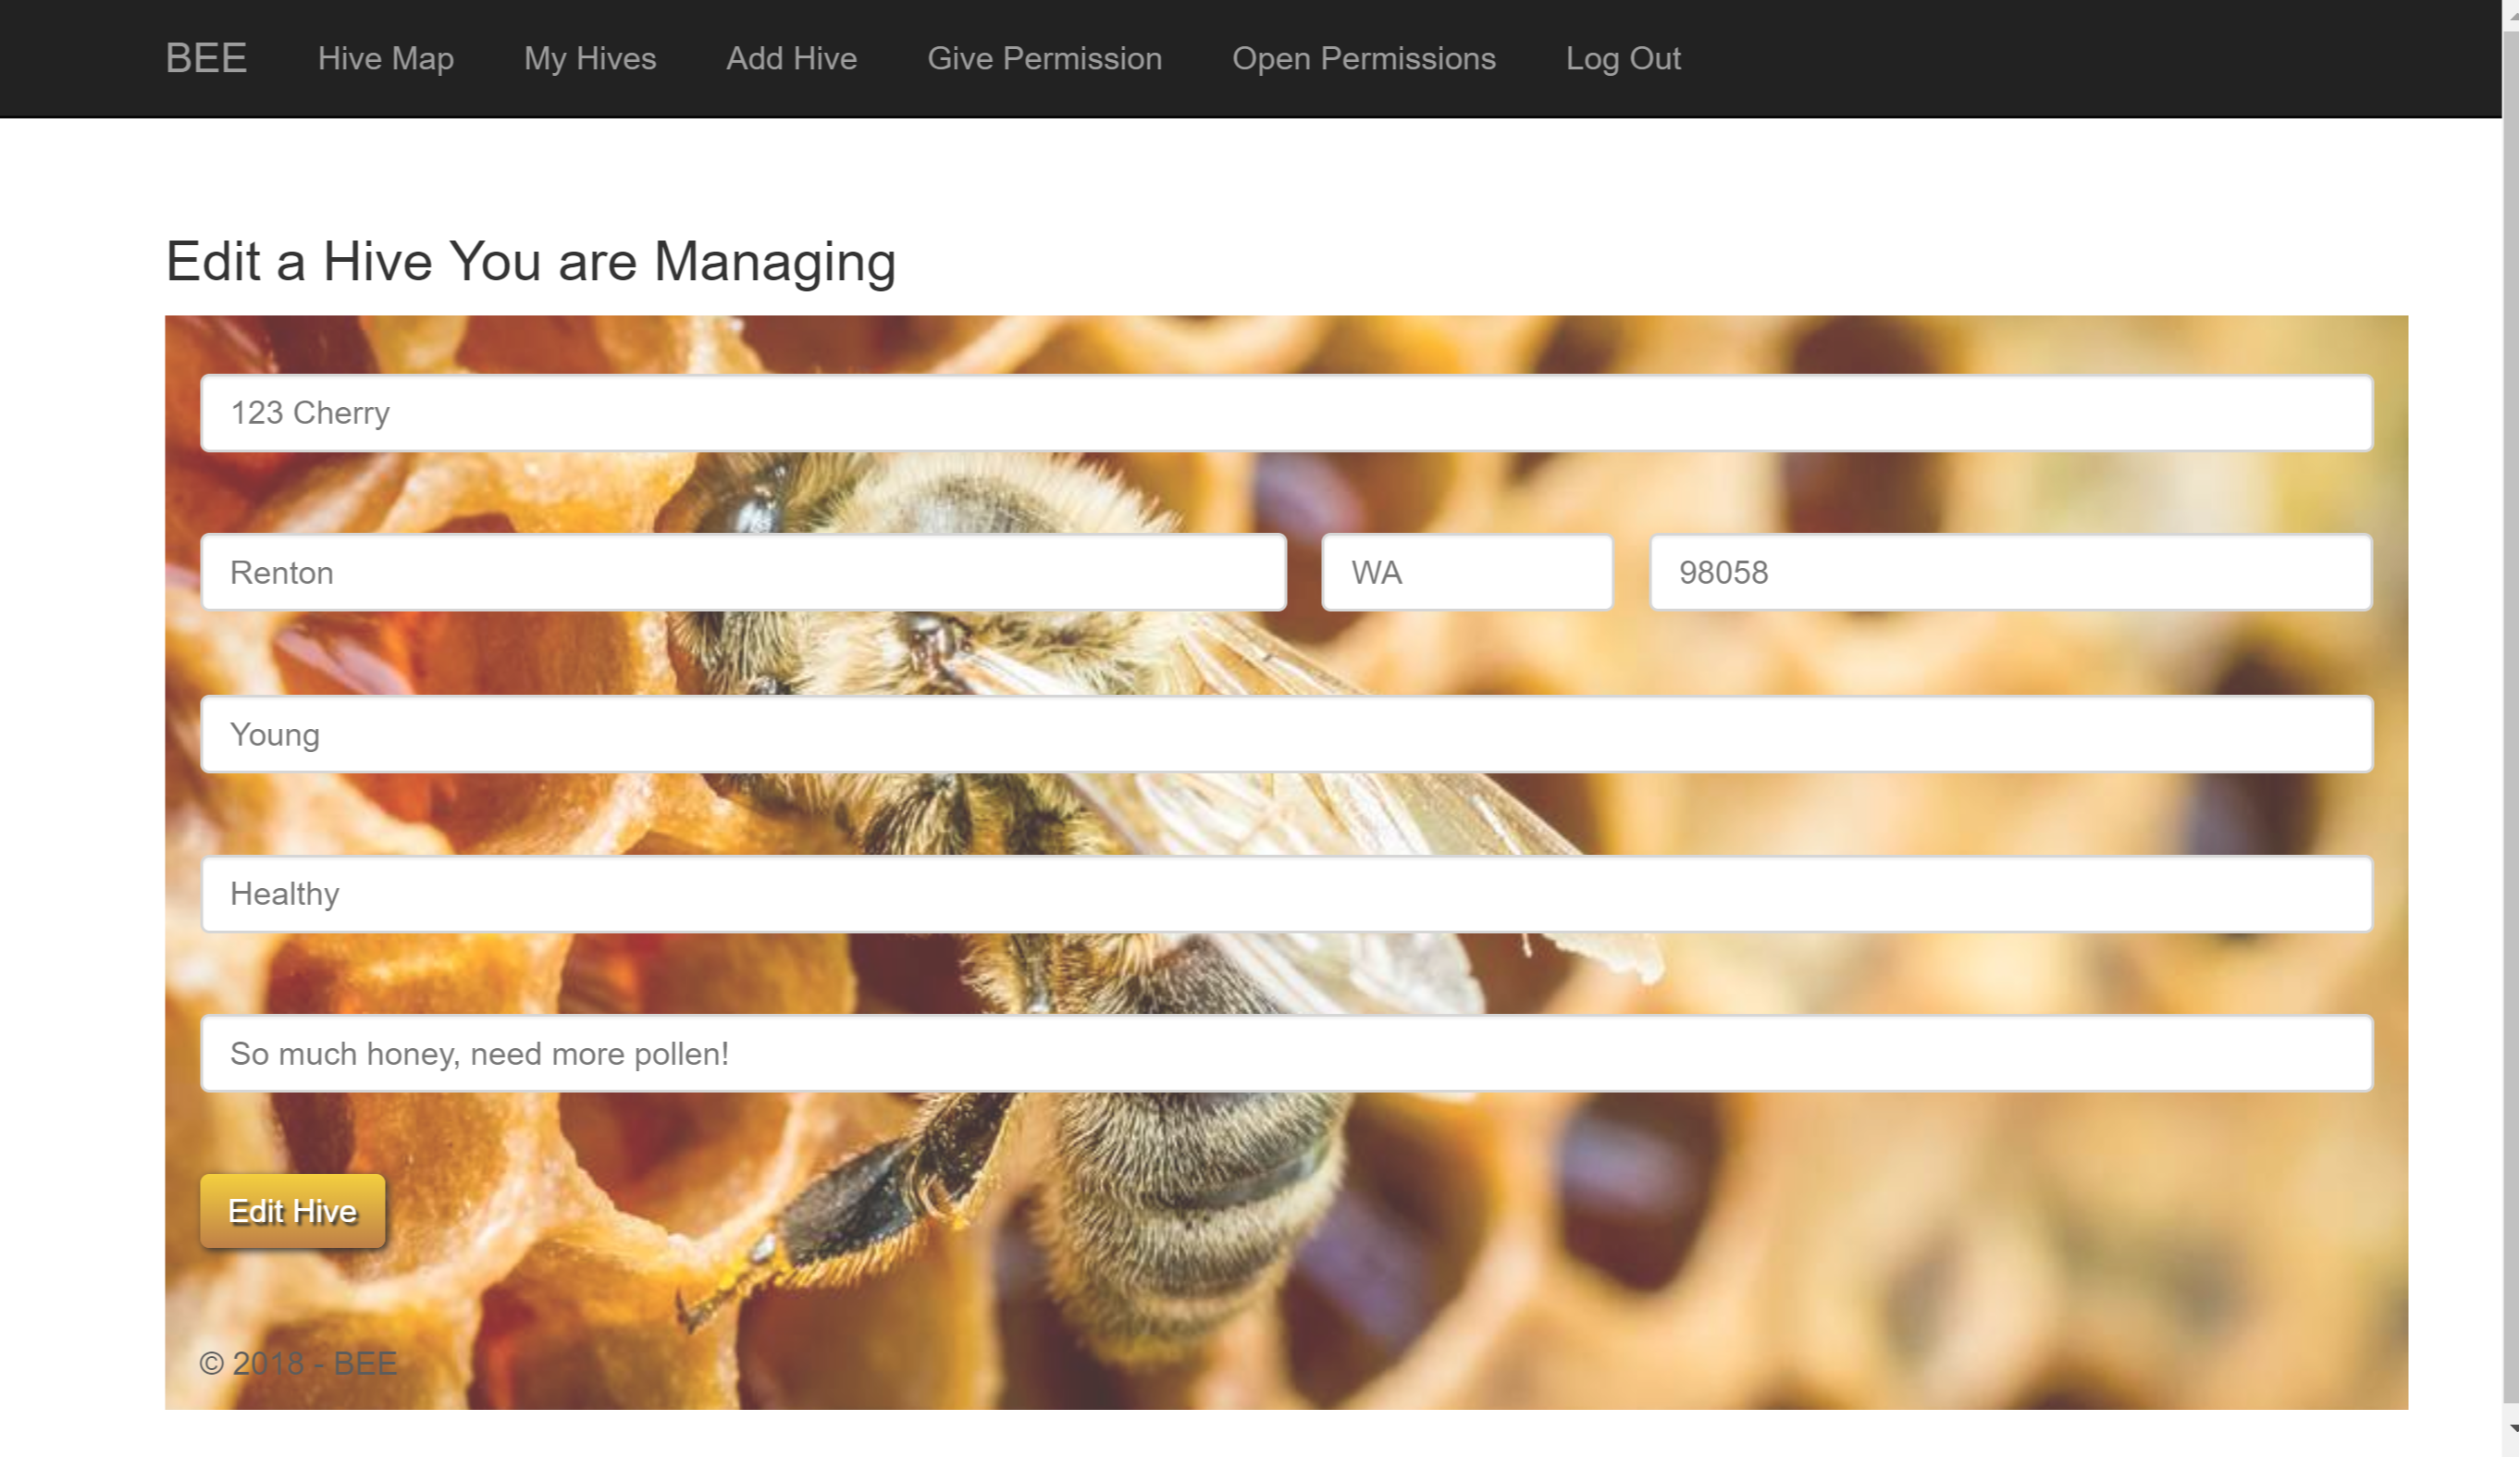 BEE Hive Map My Hives Add Hive Give Permission Open Permissions Log Out
Edit a Hive You are Managing
123 Cherry
Renton WA 98058
Young
Healthy
So much honey, need more pollen!
Edit Hive
© 2018 - BEE